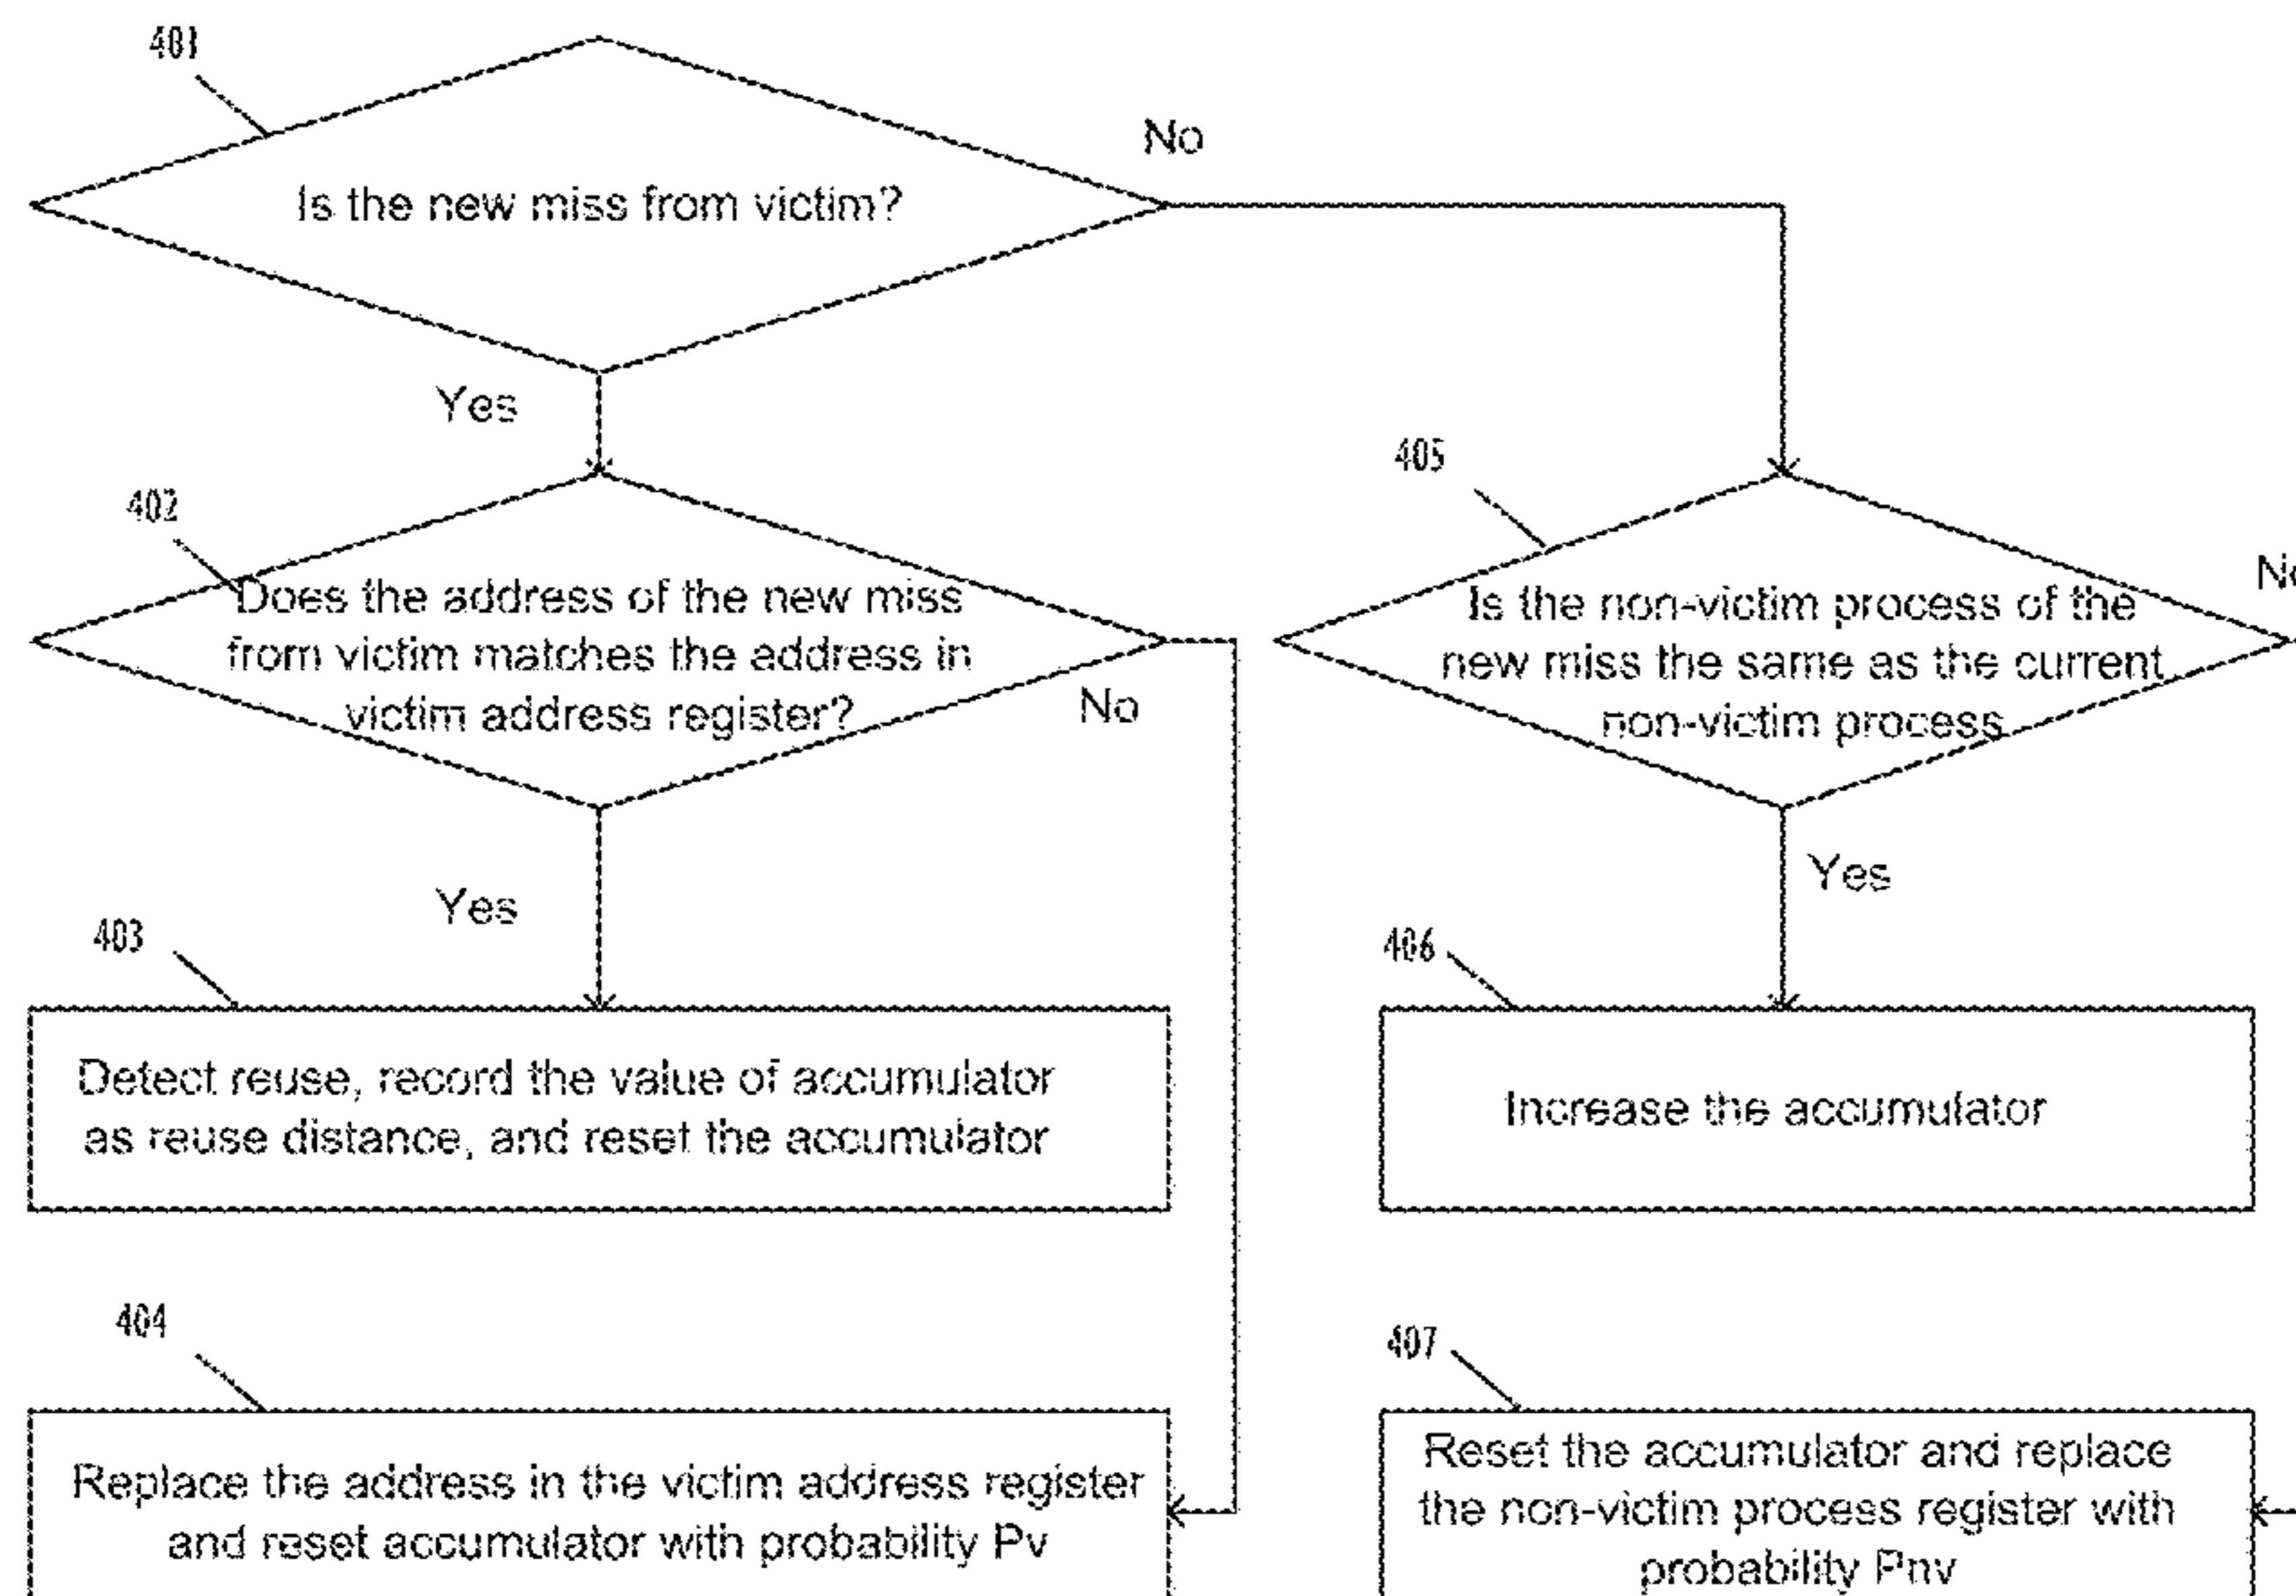 401
Is the new miss from victim?
No
Yes
402
Does the address of the new miss
from victim matches the address in
victim address register?
No
Yes
403
Detect reuse, record the value of accumulator
as reuse distance, and reset the accumulator
404
Replace the address in the victim address register
and reset accumulator with probability Pv
405
Is the non-victim process of the
new miss the same as the current
non-victim process
No
Yes
406
Increase the accumulator
407
Reset the accumulator and replace
the non-victim process register with
probability Pnv